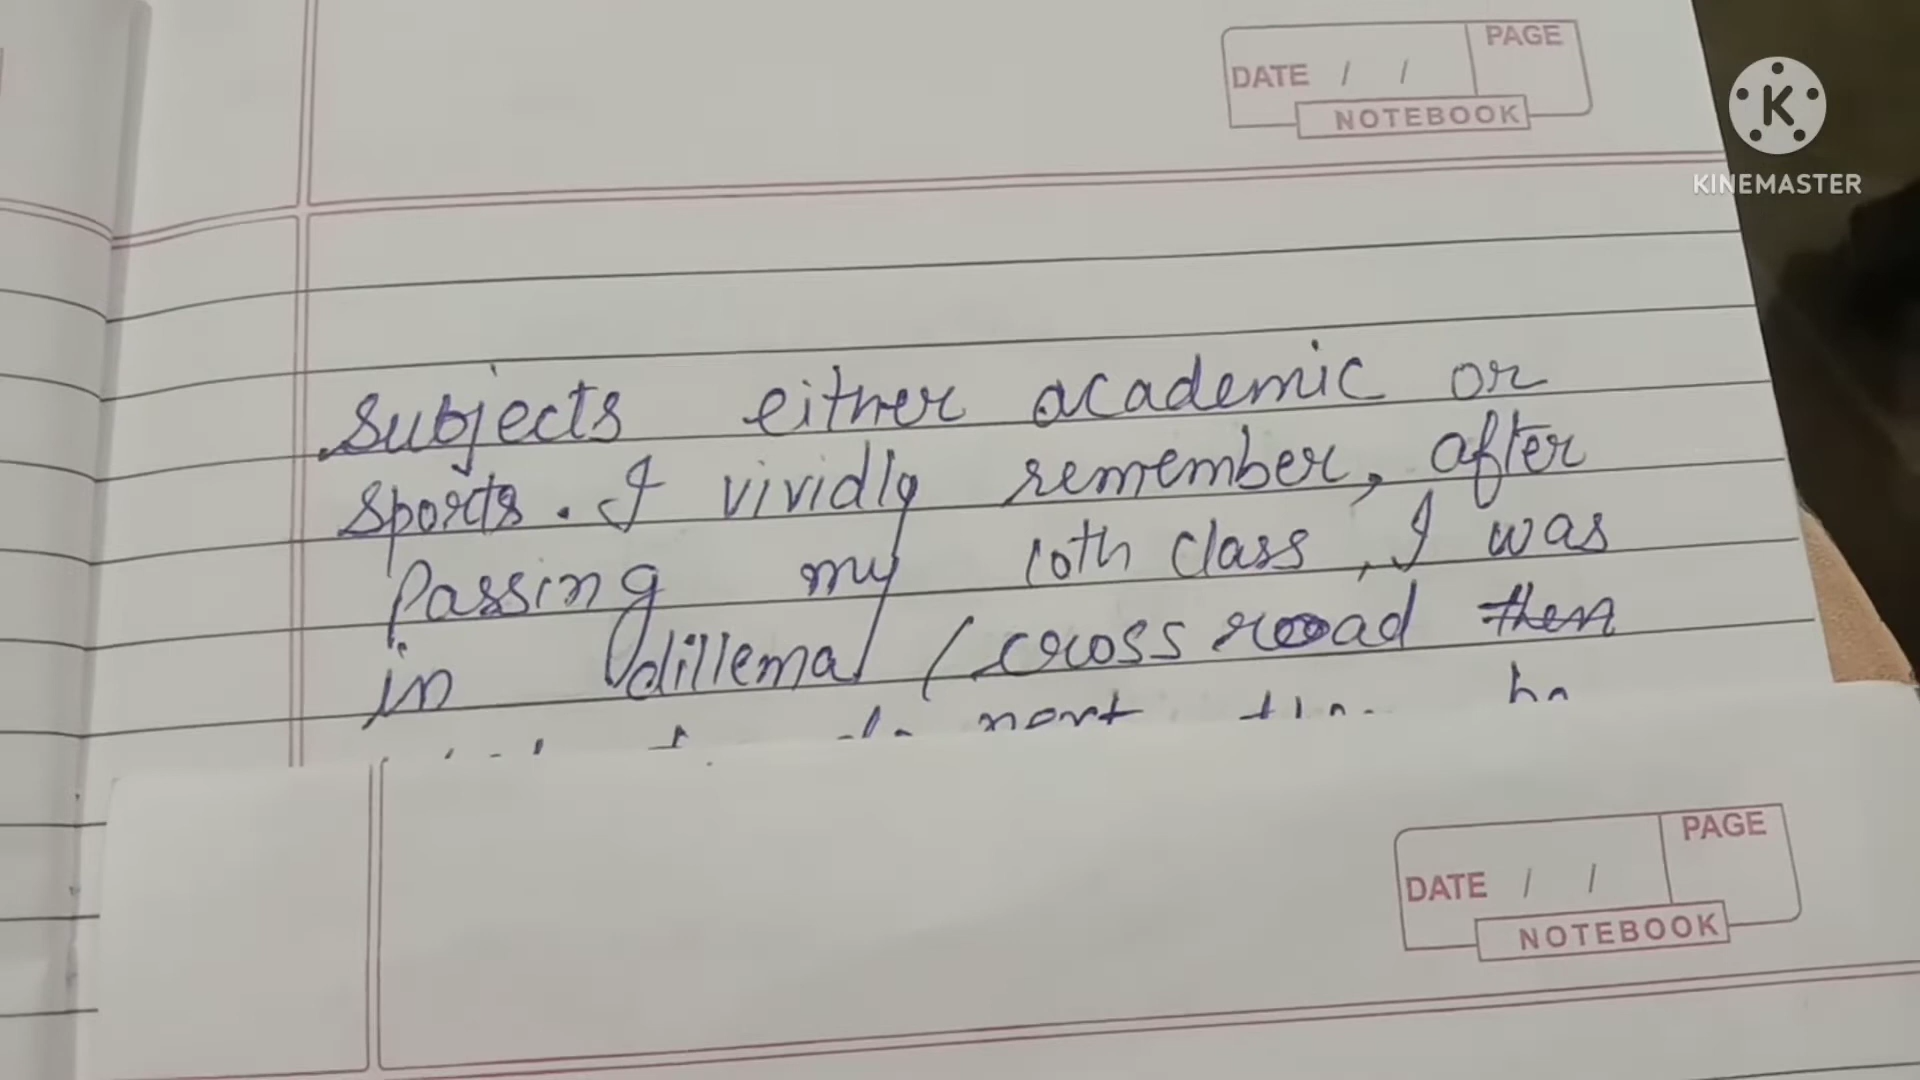 PAGE
DATE / /
NOTEBOOK
K
KINEMASTER
Subjects either academic or
sports. I vividly remember, after
Passing my 10th class, I was
in dillema / cross road then
PAGE
DATE / /
NOTEBOOK